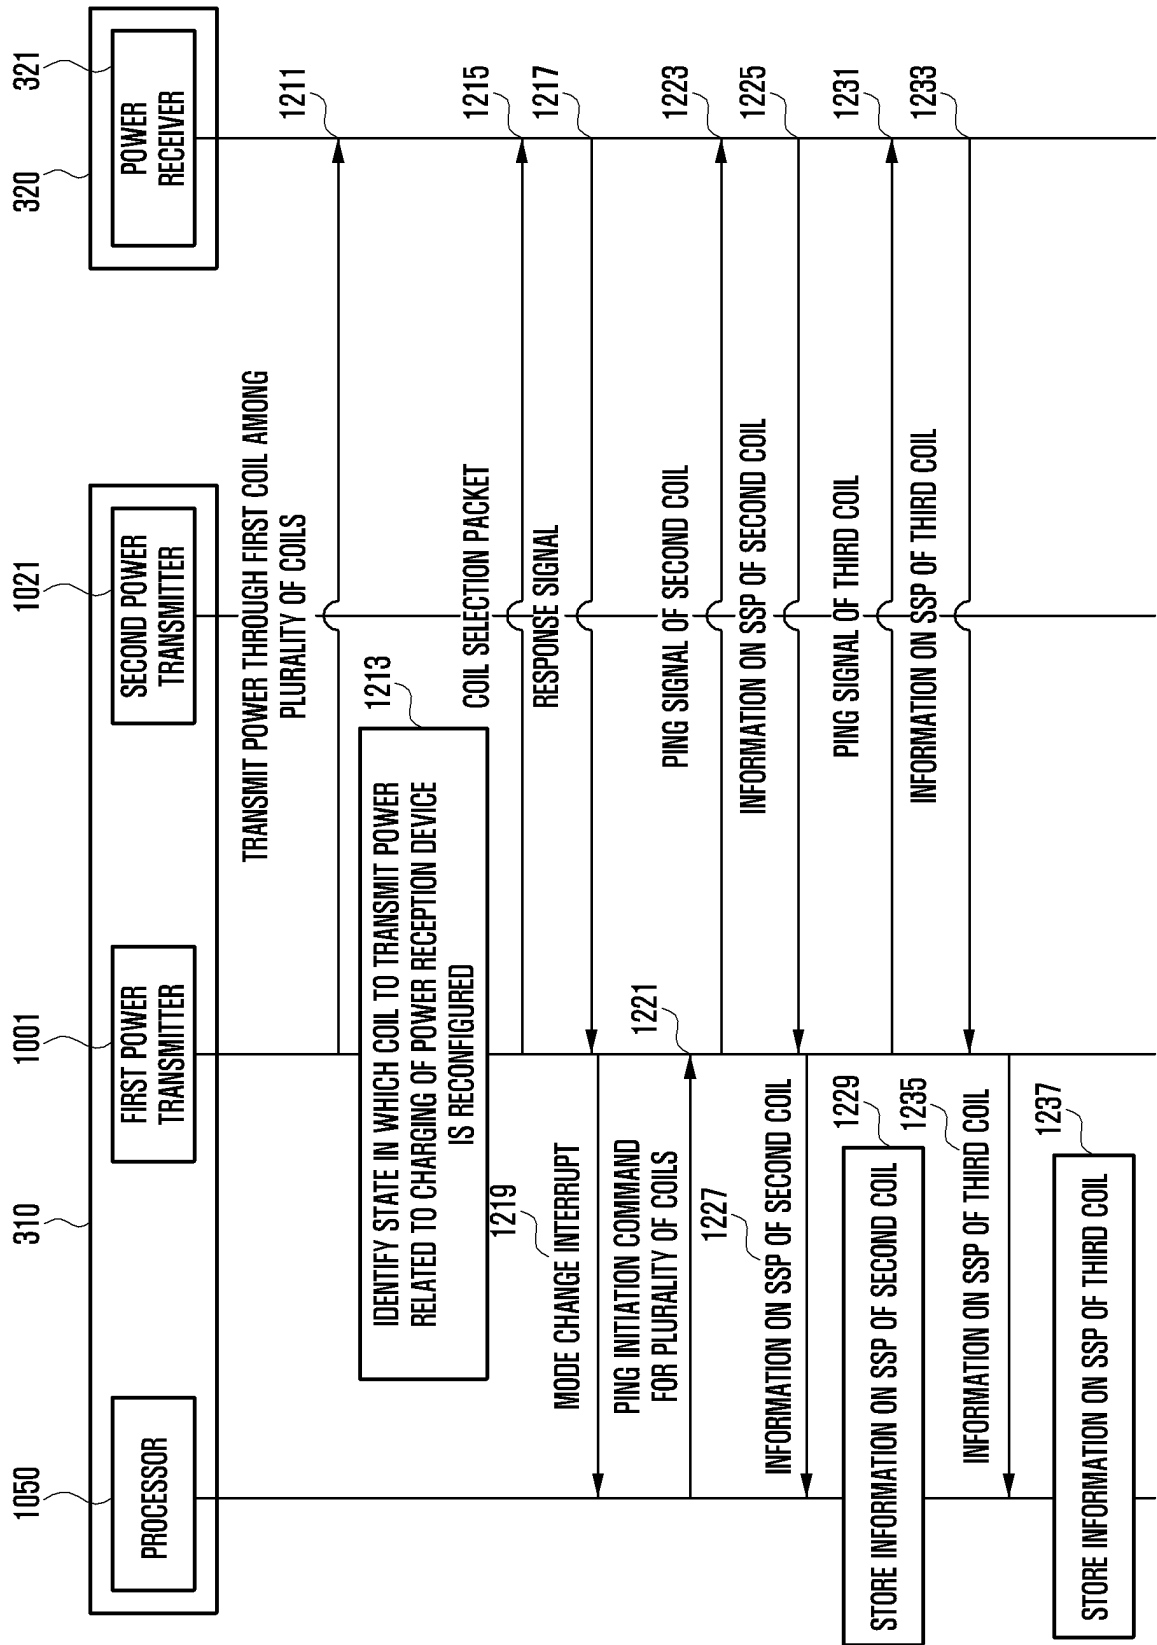 310
320
1050
1001
1021
321
PROCESSOR
FIRST POWER
TRANSMITTER
SECOND POWER
TRANSMITTER
POWER
RECEIVER
TRANSMIT POWER THROUGH FIRST COIL AMONG
PLURALITY OF COILS
1211
1213
IDENTIFY STATE IN WHICH COIL TO TRANSMIT POWER
RELATED TO CHARGING OF POWER RECEPTION DEVICE
IS RECONFIGURED
COIL SELECTION PACKET
1215
RESPONSE SIGNAL
1217
1219
MODE CHANGE INTERRUPT
PING INITIATION COMMAND
FOR PLURALITY OF COILS
1221
PING SIGNAL OF SECOND COIL
1223
INFORMATION ON SSP OF SECOND COIL
1225
1227
INFORMATION ON SSP OF SECOND COIL
1229
STORE INFORMATION ON SSP OF SECOND COIL
PING SIGNAL OF THIRD COIL
1231
INFORMATION ON SSP OF THIRD COIL
1233
1235
INFORMATION ON SSP OF THIRD COIL
1237
STORE INFORMATION ON SSP OF THIRD COIL